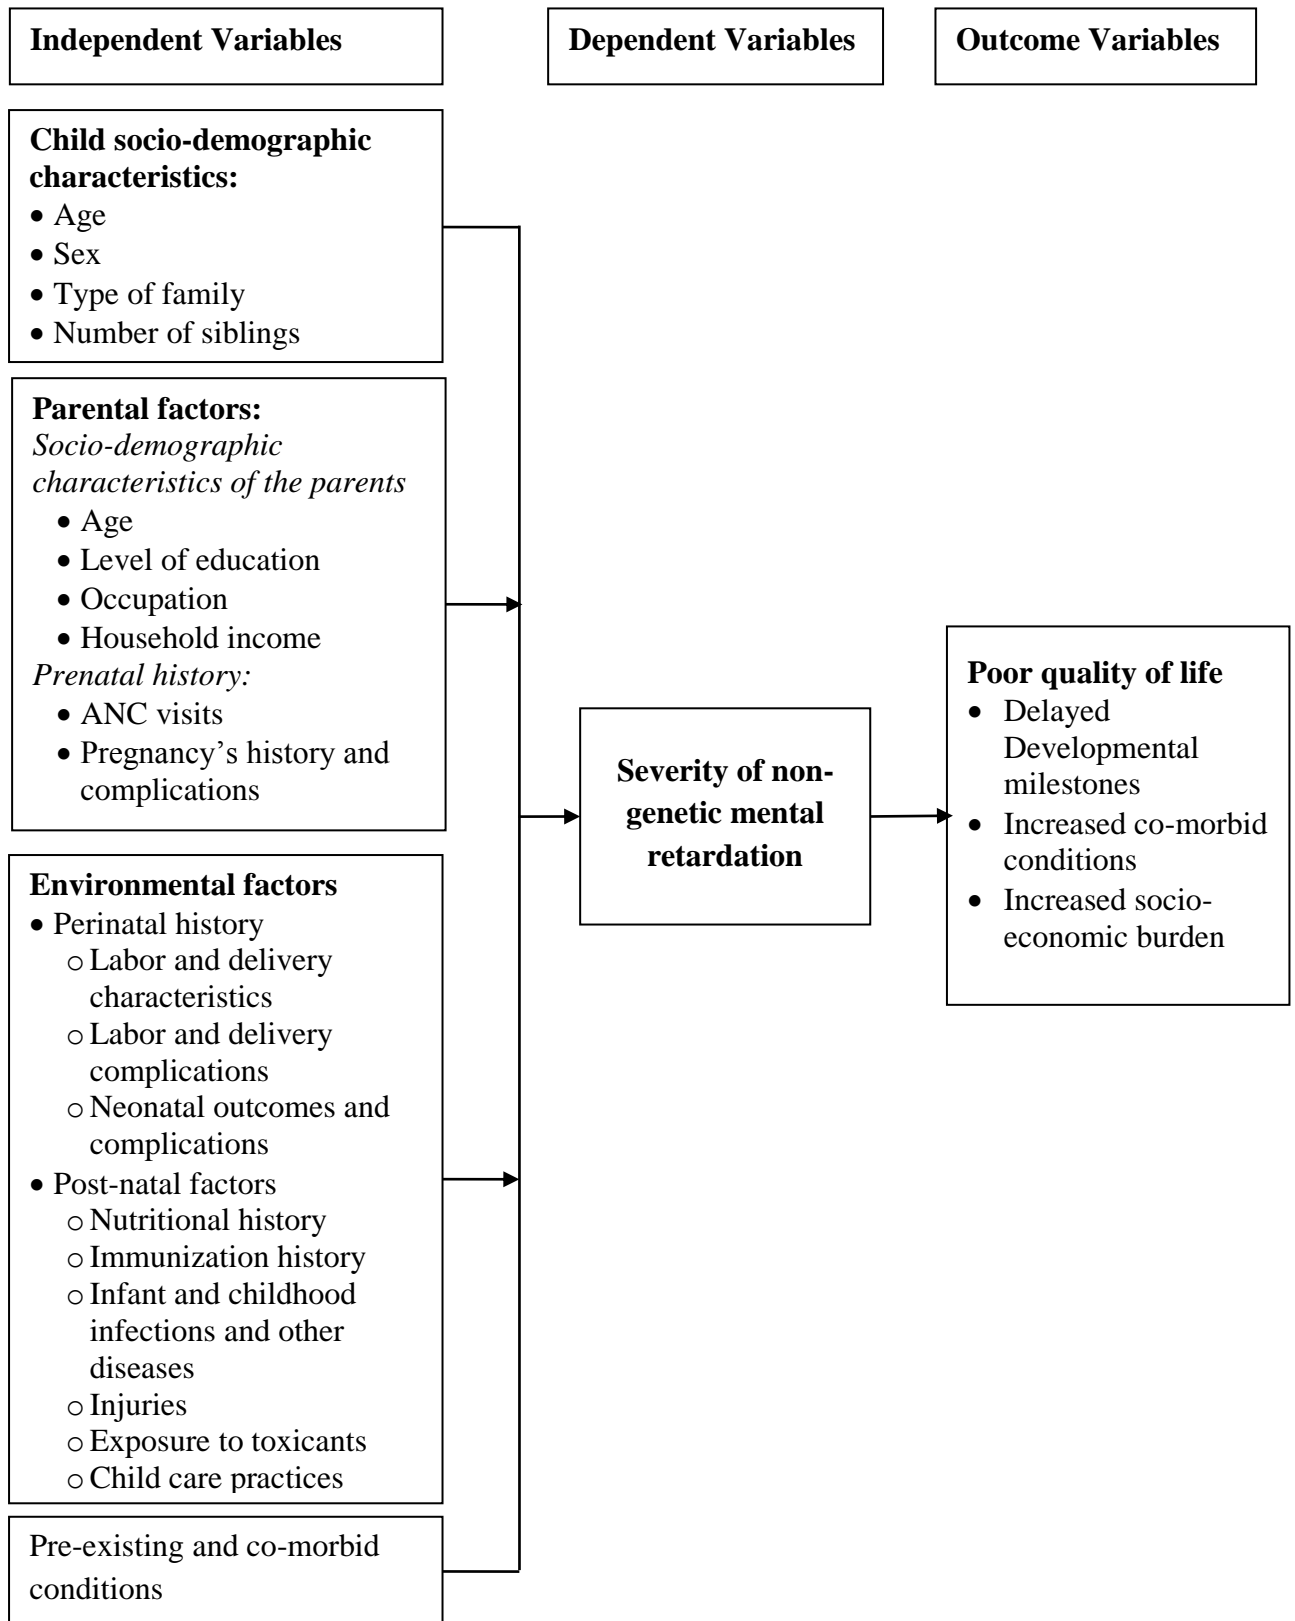 Independent Variables
Dependent Variables
Outcome Variables
Child socio-demographic
characteristics:
• Age
• Sex
• Type of family
• Number of siblings
Parental factors:
Socio-demographic
characteristics of the parents
• Age
• Level of education
• Occupation
• Household income
Prenatal history:
• ANC visits
• Pregnancy’s history and
complications
Environmental factors
• Perinatal history
o Labor and delivery
characteristics
o Labor and delivery
complications
o Neonatal outcomes and
complications
• Post-natal factors
o Nutritional history
o Immunization history
o Infant and childhood
infections and other
diseases
o Injuries
o Exposure to toxicants
o Child care practices
Pre-existing and co-morbid
conditions
Severity of non-
genetic mental
retardation
Poor quality of life
• Delayed
Developmental
milestones
• Increased co-morbid
conditions
• Increased socio-
economic burden